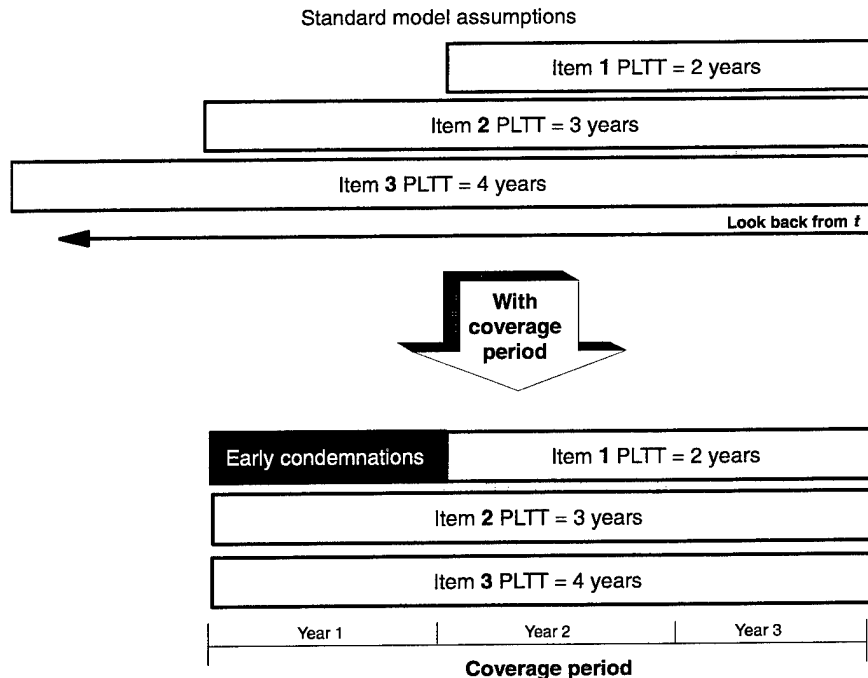 Standard model assumptions
Item 1 PLTT = 2 years
Item 2 PLTT = 3 years
Item 3 PLTT = 4 years
Look back from t
With
coverage
period
Early condemnations
Item 1 PLTT = 2 years
Item 2 PLTT = 3 years
Item 3 PLTT = 4 years
Year 1
Year 2
Year 3
Coverage period